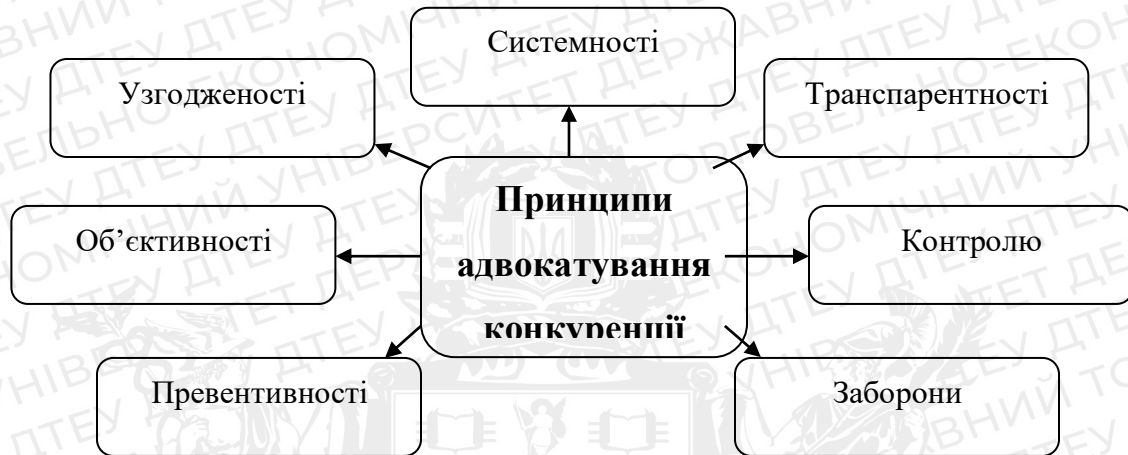 Системності
Узгодженості
Транспарентності
Принципи
адвокатування
конкуренції
Об’єктивності
Контролю
Превентивності
Заборони